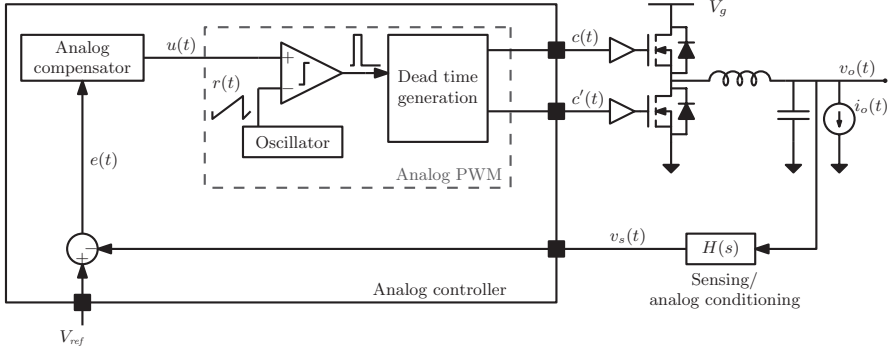 Analog
compensator
u(t)
r(t)
+
−
Oscillator
Dead time
generation
Analog PWM
c(t)
c′(t)
V_g
v_o(t)
i_o(t)
e(t)
−
+
v_s(t)
H(s)
Sensing/
analog conditioning
Analog controller
V_ref